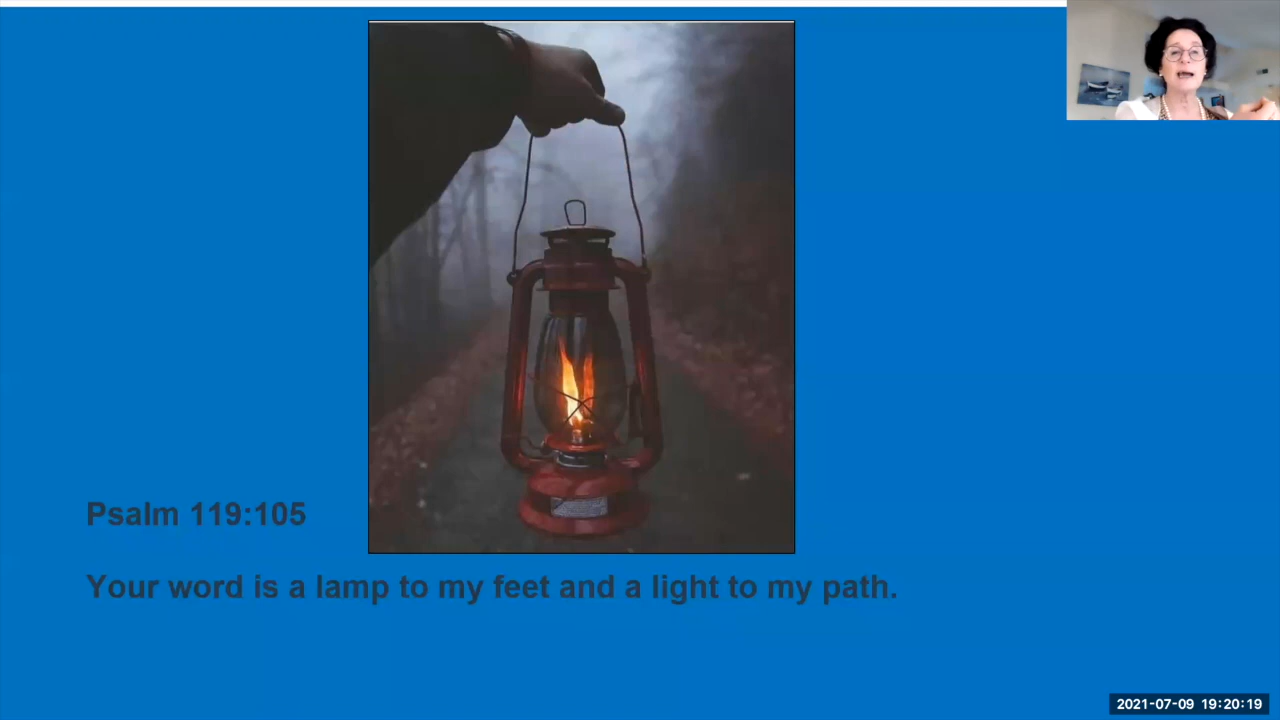 Psalm 119:105
Your word is a lamp to my feet and a light to my path.
2021-07-09 19:20:19